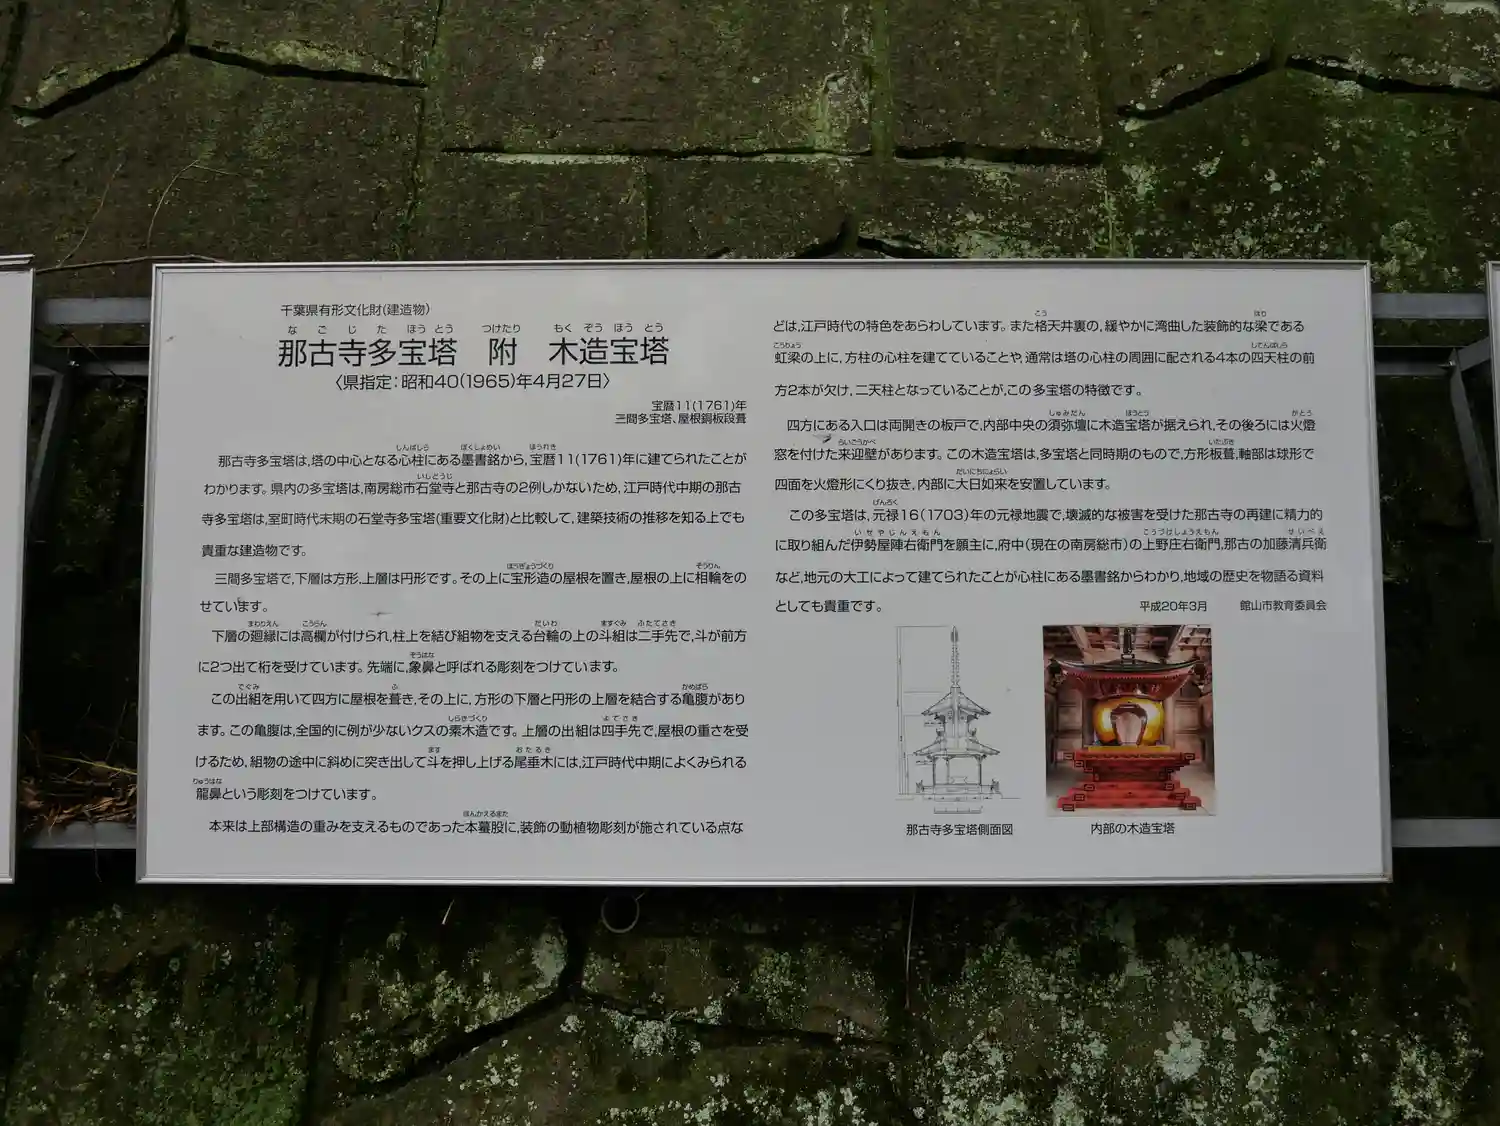 千葉県有形文化財(建造物)
那古寺多宝塔　附　木造宝塔
なごじたほうとう　つけたり　もくぞうほうとう
〈県指定：昭和40(1965)年4月27日〉
宝暦11(1761)年
三間多宝塔、屋根銅板段葺
那古寺多宝塔は,塔の中心となる心柱にある墨書銘から,宝暦11(1761)年に建てられたことが
わかります。県内の多宝塔は,南房総市石堂寺と那古寺の2例しかないため,江戸時代中期の那古
寺多宝塔は,室町時代末期の石堂寺多宝塔(重要文化財)と比較して,建築技術の推移を知る上でも
貴重な建造物です。
三間多宝塔で,下層は方形,上層は円形です。その上に宝形造の屋根を置き,屋根の上に相輪をの
せています。
下層の廻縁には高欄が付けられ,柱上を結び組物を支える台輪の上の斗組は二手先で,斗が前方
に2つ出て桁を受けています。先端に,象鼻と呼ばれる彫刻をつけています。
この出組を用いて四方に屋根を葺き,その上に,方形の下層と円形の上層を結合する亀腹があり
ます。この亀腹は,全国的に例が少ないクスの素木造です。上層の出組は四手先で,屋根の重さを受
けるため,組物の途中に斜めに突き出して斗を押し上げる尾垂木には,江戸時代中期によくみられる
龍鼻という彫刻をつけています。
本来は上部構造の重みを支えるものであった本蟇股に,装飾の動植物彫刻が施されている点な
どは,江戸時代の特色をあらわしています。また格天井裏の,緩やかに湾曲した装飾的な梁である
虹梁の上に,方柱の心柱を建てていることや,通常は塔の心柱の周囲に配される4本の四天柱の前
方2本が欠け,二天柱となっていることが,この多宝塔の特徴です。
四方にある入口は両開きの板戸で,内部中央の須弥壇に木造宝塔が据えられ,その後ろには火燈
窓を付けた来迎壁があります。この木造宝塔は,多宝塔と同時期のもので,方形板葺,軸部は球形で
四面を火燈形にくり抜き,内部に大日如来を安置しています。
この多宝塔は,元禄16(1703)年の元禄地震で,壊滅的な被害を受けた那古寺の再建に精力的
に取り組んだ伊勢屋陣右衛門を願主に,府中(現在の南房総市)の上野庄右衛門,那古の加藤清兵衛
など,地元の大工によって建てられたことが心柱にある墨書銘からわかり,地域の歴史を物語る資料
としても貴重です。
平成20年3月　館山市教育委員会
那古寺多宝塔側面図
内部の木造宝塔